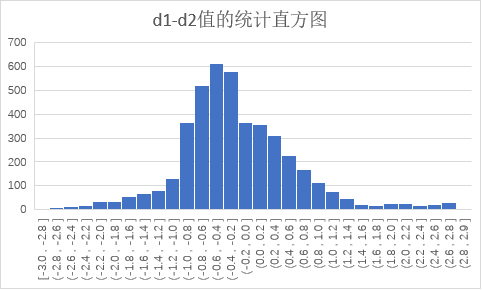 d1-d2值的统计直方图
700
600
500
400
300
200
100
0
[-3.0 , -2.8 ]
(-2.8 , -2.6 ]
(-2.6 , -2.4 ]
(-2.4 , -2.2 ]
(-2.2 , -2.0 ]
(-2.0 , -1.8 ]
(-1.8 , -1.6 ]
(-1.6 , -1.4 ]
(-1.4 , -1.2 ]
(-1.2 , -1.0 ]
(-1.0 , -0.8 ]
(-0.8 , -0.6 ]
(-0.6 , -0.4 ]
(-0.4 , -0.2 ]
(-0.2 , 0.0 ]
(0.0 , 0.2 ]
(0.2 , 0.4 ]
(0.4 , 0.6 ]
(0.6 , 0.8 ]
(0.8 , 1.0 ]
(1.0 , 1.2 ]
(1.2 , 1.4 ]
(1.4 , 1.6 ]
(1.6 , 1.8 ]
(1.8 , 2.0 ]
(2.0 , 2.2 ]
(2.2 , 2.4 ]
(2.4 , 2.6 ]
(2.6 , 2.8 ]
(2.8 , 2.9 ]